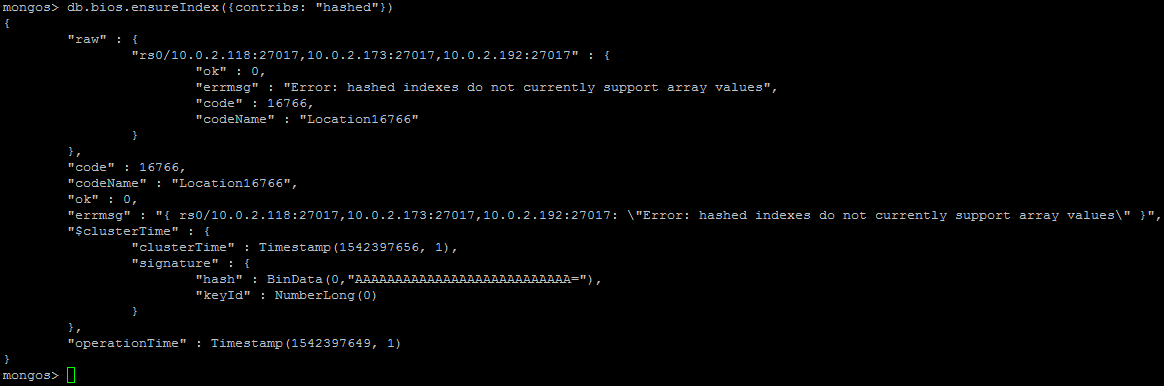 mongos> db.bios.ensureIndex({contribs: "hashed"})
{
        "raw" : {
                "rs0/10.0.2.118:27017,10.0.2.173:27017,10.0.2.192:27017" : {
                        "ok" : 0,
                        "errmsg" : "Error: hashed indexes do not currently support array values",
                        "code" : 16766,
                        "codeName" : "Location16766"
                }
        },
        "code" : 16766,
        "codeName" : "Location16766",
        "ok" : 0,
        "errmsg" : "{ rs0/10.0.2.118:27017,10.0.2.173:27017,10.0.2.192:27017: \"Error: hashed indexes do not currently support array values\" }",
        "$clusterTime" : {
                "clusterTime" : Timestamp(1542397656, 1),
                "signature" : {
                        "hash" : BinData(0,"AAAAAAAAAAAAAAAAAAAAAAAAAAA="),
                        "keyId" : NumberLong(0)
                }
        },
        "operationTime" : Timestamp(1542397649, 1)
}
mongos>